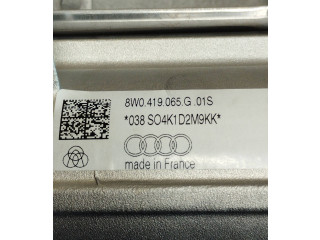 8W0.419.065.G .01S
*038 SO4K1D2M9KK*
made in France